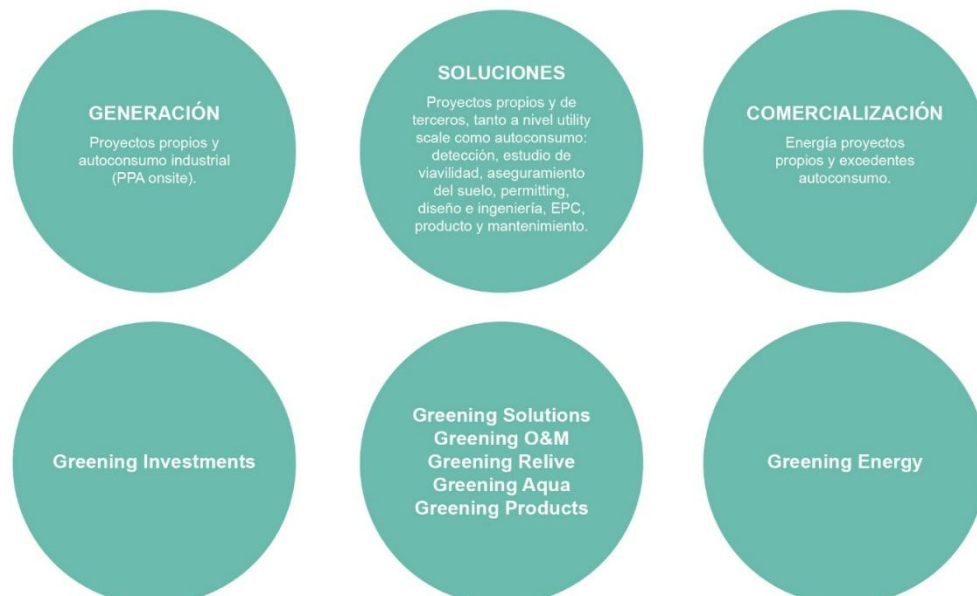 GENERACIÓN
Proyectos propios y
autoconsumo industrial
(PPA onsite).
SOLUCIONES
Proyectos propios y de
terceros, tanto a nivel utility
scale como autoconsumo:
detección, estudio de
viavilidad, aseguramiento
del suelo, permitting,
diseño e ingeniería, EPC,
producto y mantenimiento.
COMERCIALIZACIÓN
Energía proyectos
propios y excedentes
autoconsumo.
Greening Investments
Greening Solutions
Greening O&M
Greening Relive
Greening Aqua
Greening Products
Greening Energy